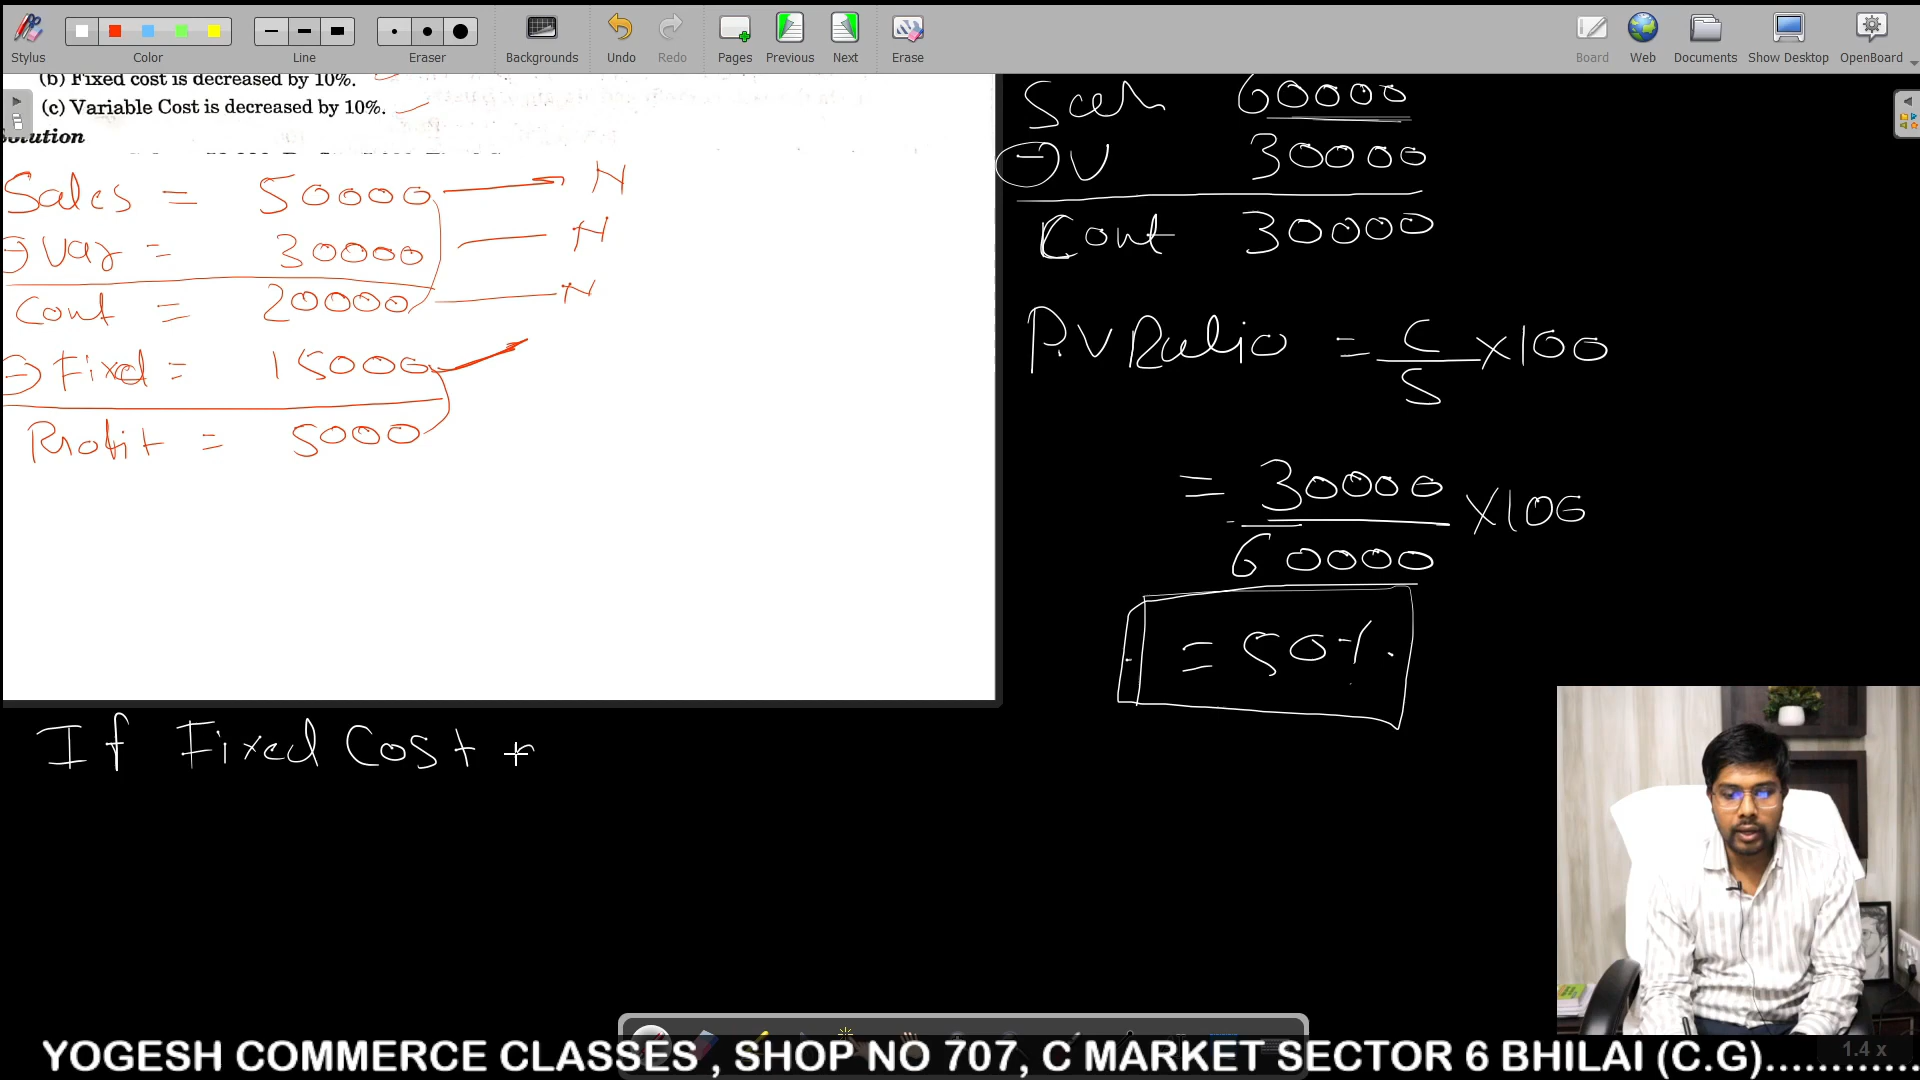 Stylus Color Line Eraser Backgrounds Undo Redo Pages Previous Next Erase Board Web Documents Show Desktop OpenBoard
(b) Fixed cost is decreased by 10%.
(c) Variable Cost is decreased by 10%.
Solution
Sales = 50000 N
- Var = 30000 N
Cont = 20000 N
- Fixed = 15000
Profit = 5000
Sales 60000
- V 30000
Cont 30000
P.V Ratio = C/S X100
= 30000/60000 X100
= 50%.
If Fixed Cost
YOGESH COMMERCE CLASSES , SHOP NO 707, C MARKET SECTOR 6 BHILAI (C.G)............
1.4 x